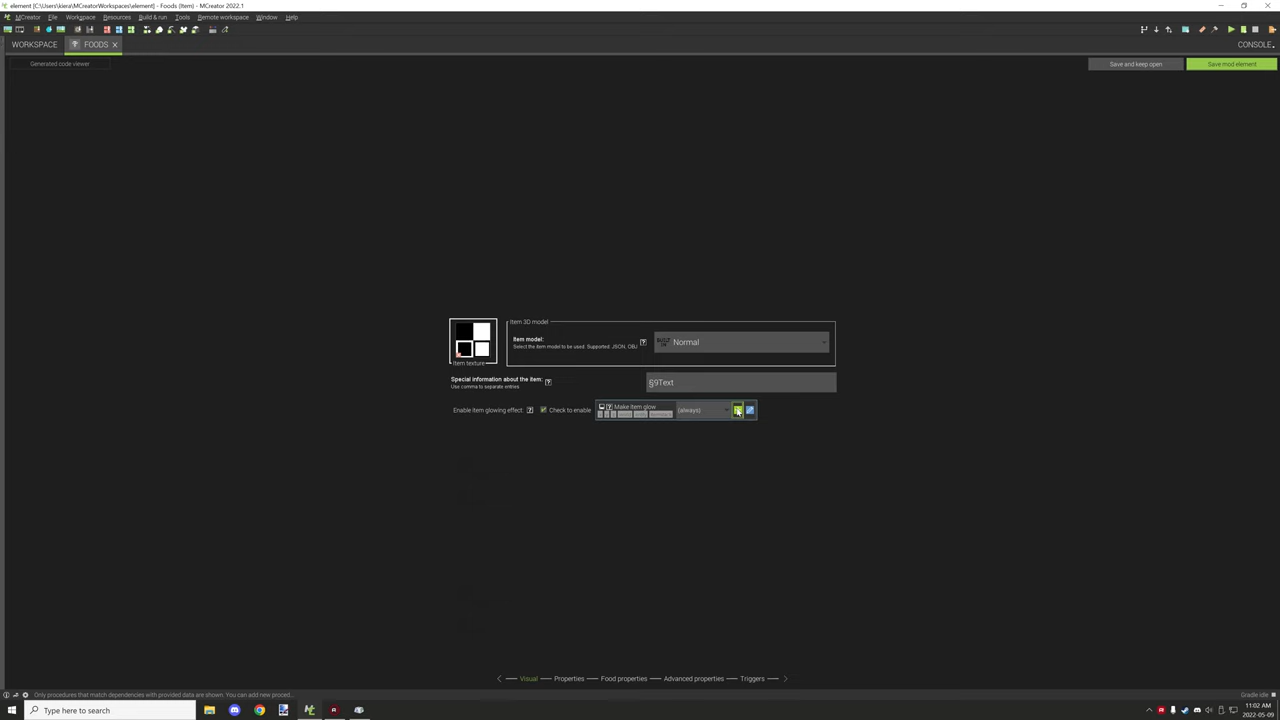 element [C:\Users\kiera\MCreatorWorkspaces\element] - Foods (Item) - MCreator 2022.1
MCreator File Workspace Resources Build & run Tools Remote workspace Window Help
WORKSPACE FOODS X CONSOLE
Generated code viewer Save and keep open Save mod element
Item 3D model
Item model:
Select the item model to be used. Supported: JSON, OBJ
BUILT IN Normal
Item texture
Special information about the item:
Use comma to separate entries
§9Text
Enable item glowing effect: Check to enable Make item glow (always)
Visual Properties Food properties Advanced properties Triggers
Only procedures that match dependencies with provided data are shown. You can add new proced... Gradle idle
Type here to search
11:02 AM
2022-05-09